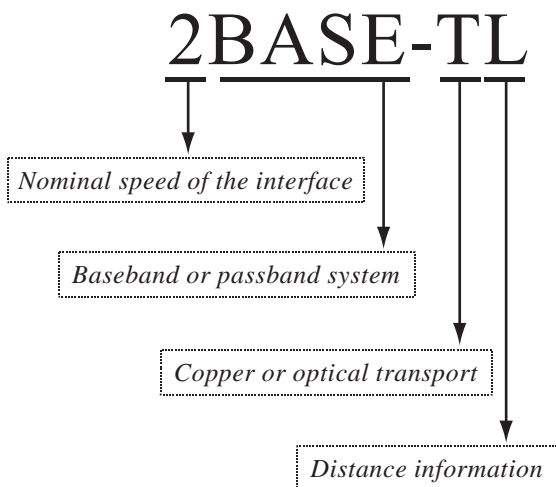 2BASE-TL
Nominal speed of the interface
Baseband or passband system
Copper or optical transport
Distance information